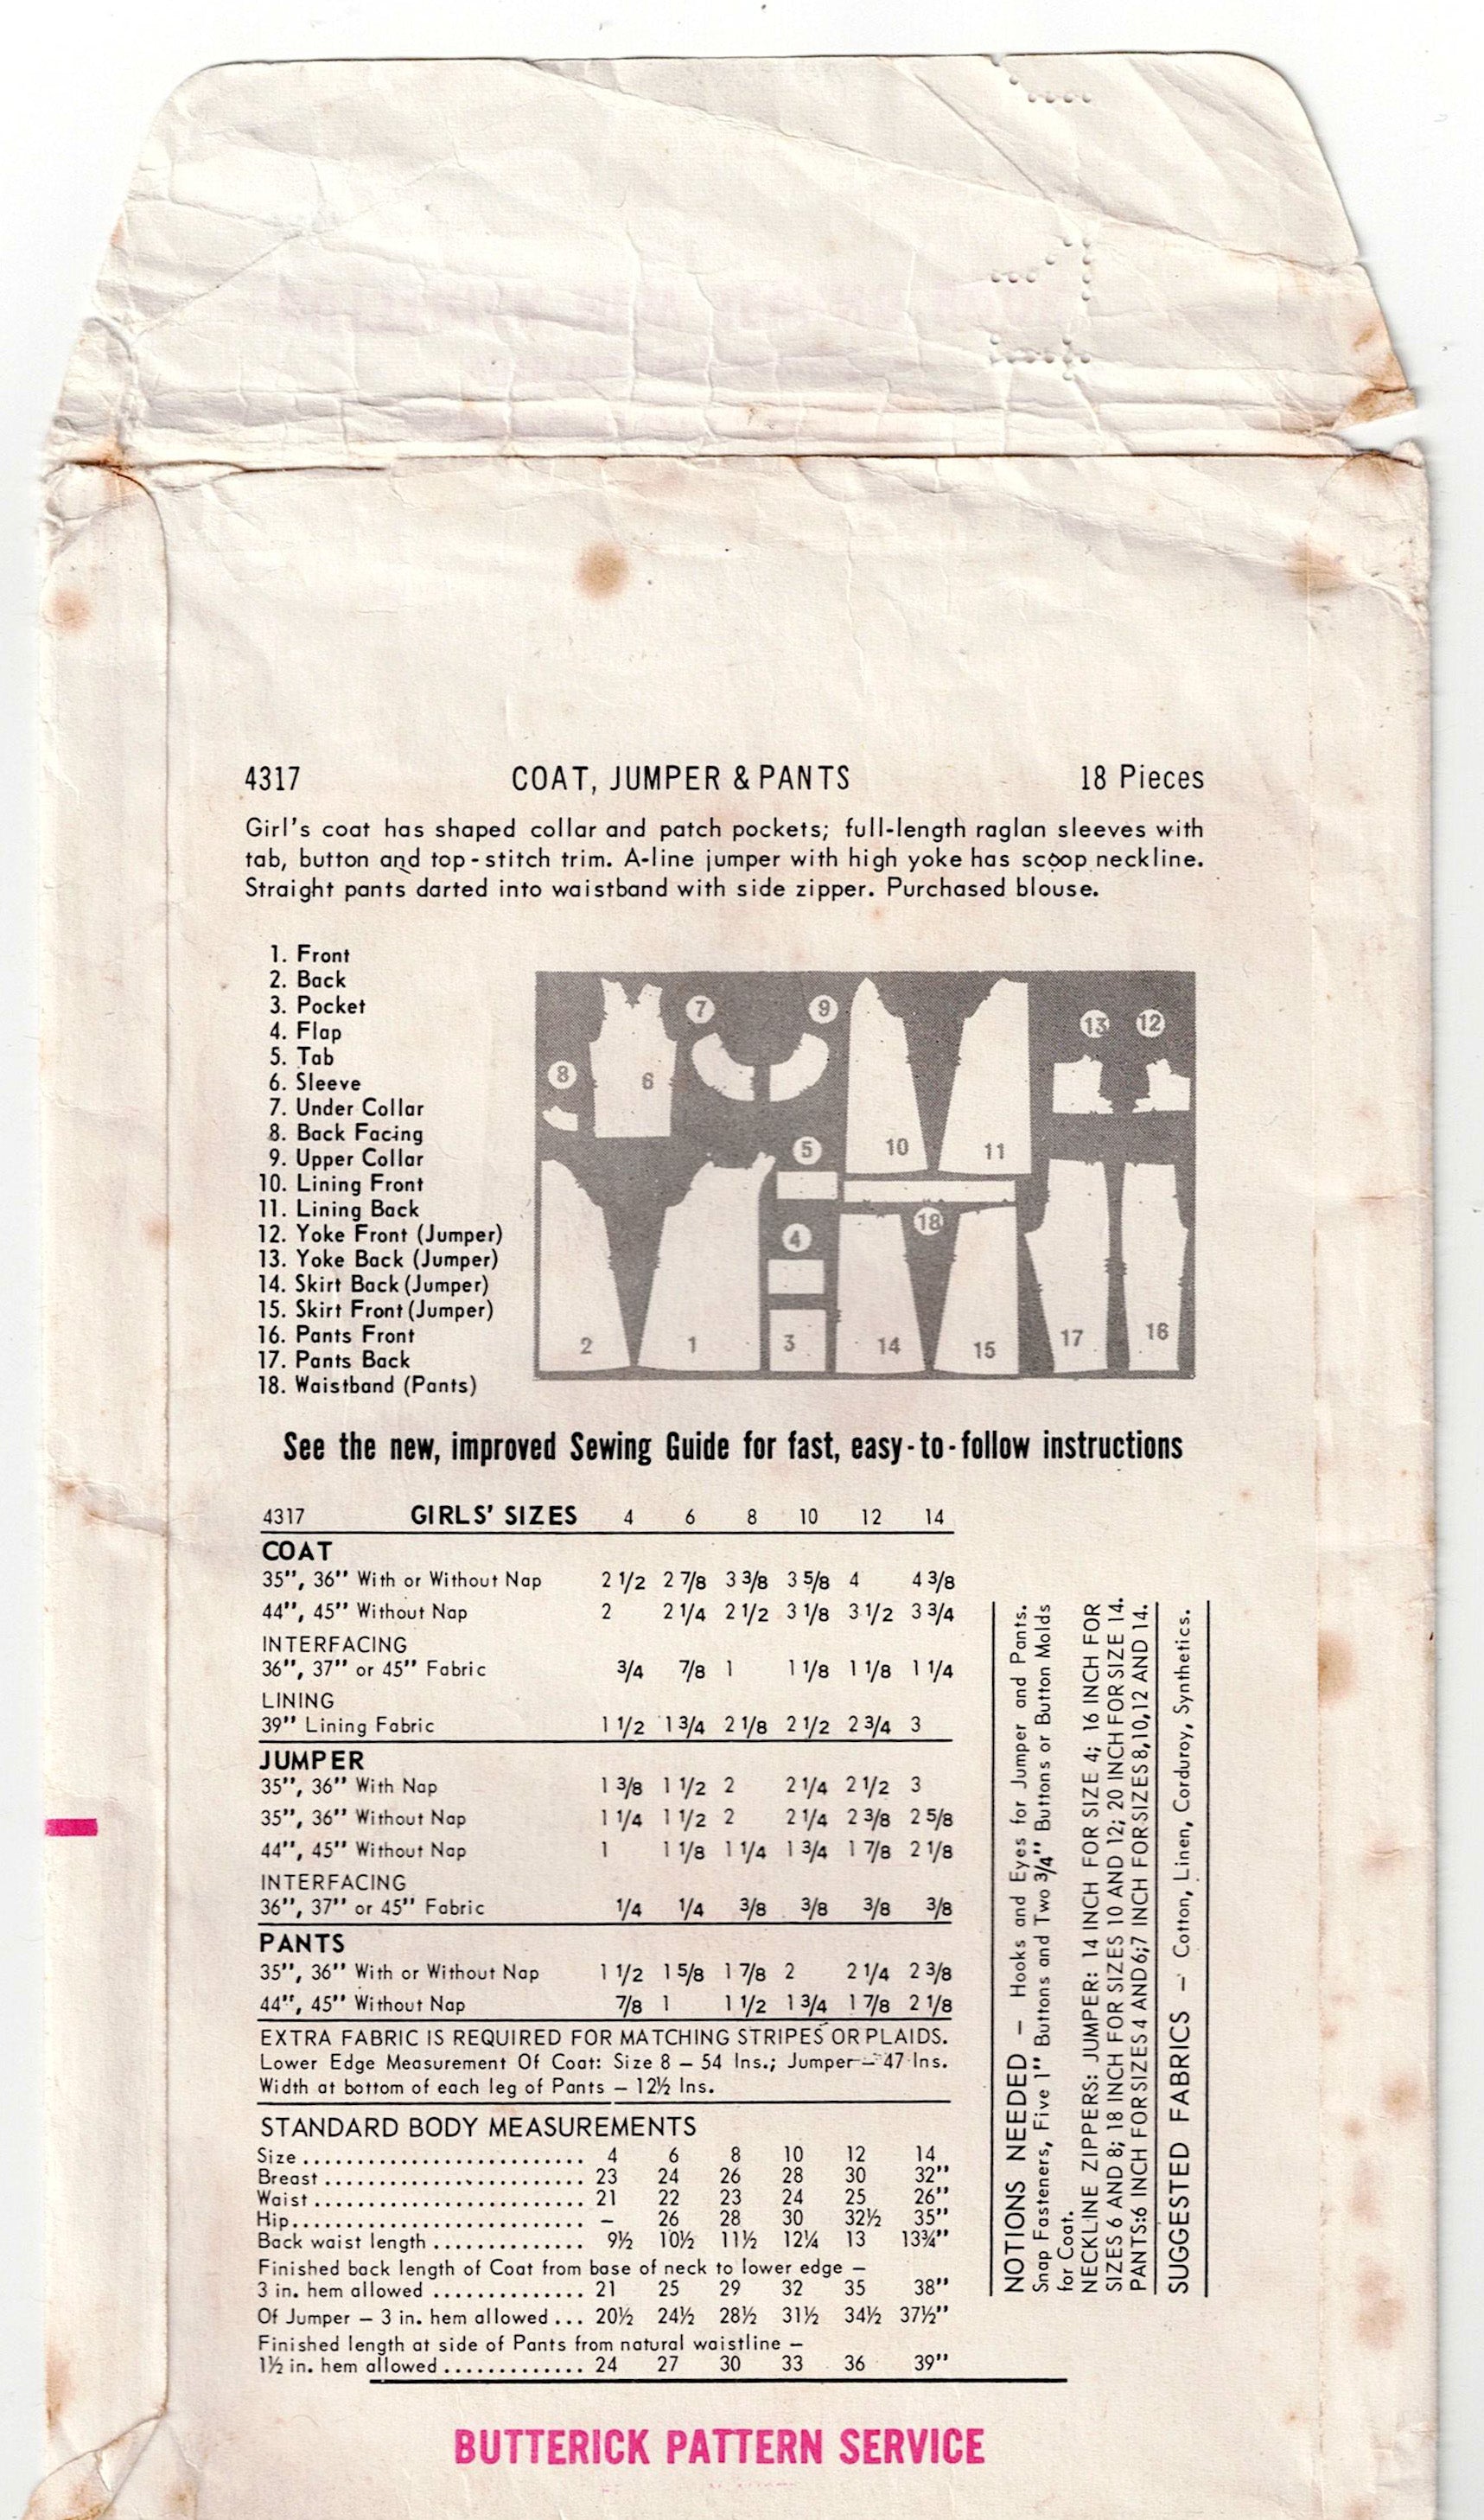 4317 COAT, JUMPER & PANTS 18 Pieces
Girl's coat has shaped collar and patch pockets; full-length raglan sleeves with
tab, button and top-stitch trim. A-line jumper with high yoke has scoop neckline.
Straight pants darted into waistband with side zipper. Purchased blouse.
1. Front
2. Back
3. Pocket
4. Flap
5. Tab
6. Sleeve
7. Under Collar
8. Back Facing
9. Upper Collar
10. Lining Front
11. Lining Back
12. Yoke Front (Jumper)
13. Yoke Back (Jumper)
14. Skirt Back (Jumper)
15. Skirt Front (Jumper)
16. Pants Front
17. Pants Back
18. Waistband (Pants)
7 9 13 12
8 6
5 10 11
18
4
2 1 3 14 15 17 16
See the new, improved Sewing Guide for fast, easy-to-follow instructions
4317 GIRLS' SIZES 4 6 8 10 12 14
COAT
35", 36" With or Without Nap 2 1/2 2 7/8 3 3/8 3 5/8 4 4 3/8
44", 45" Without Nap 2 2 1/4 2 1/2 3 1/8 3 1/2 3 3/4
INTERFACING
36", 37" or 45" Fabric 3/4 7/8 1 1 1/8 1 1/8 1 1/4
LINING
39" Lining Fabric 1 1/2 1 3/4 2 1/8 2 1/2 2 3/4 3
JUMPER
35", 36" With Nap 1 3/8 1 1/2 2 2 1/4 2 1/2 3
35", 36" Without Nap 1 1/4 1 1/2 2 2 1/4 2 3/8 2 5/8
44", 45" Without Nap 1 1 1/8 1 1/4 1 3/4 1 7/8 2 1/8
INTERFACING
36", 37" or 45" Fabric 1/4 1/4 3/8 3/8 3/8 3/8
PANTS
35", 36" With or Without Nap 1 1/2 1 5/8 1 7/8 2 2 1/4 2 3/8
44", 45" Without Nap 7/8 1 1 1/2 1 3/4 1 7/8 2 1/8
EXTRA FABRIC IS REQUIRED FOR MATCHING STRIPES OR PLAIDS.
Lower Edge Measurement Of Coat: Size 8 – 54 Ins.; Jumper – 47 Ins.
Width at bottom of each leg of Pants – 12½ Ins.
STANDARD BODY MEASUREMENTS
Size........................... 4 6 8 10 12 14
Breast........................ 23 24 26 28 30 32"
Waist......................... 21 22 23 24 25 26"
Hip........................... – 26 28 30 32½ 35"
Back waist length .............. 9½ 10½ 11½ 12¼ 13 13¾"
Finished back length of Coat from base of neck to lower edge –
3 in. hem allowed .............. 21 25 29 32 35 38"
Of Jumper – 3 in. hem allowed ... 20½ 24½ 28½ 31½ 34½ 37½"
Finished length at side of Pants from natural waistline –
1½ in. hem allowed ............. 24 27 30 33 36 39"
NOTIONS NEEDED – Hooks and Eyes for Jumper and Pants.
Snap Fasteners, Five 1" Buttons and Two 3/4" Buttons or Button Molds
for Coat.
NECKLINE ZIPPERS: JUMPER: 14 INCH FOR SIZE 4; 16 INCH FOR
SIZES 6 AND 8; 18 INCH FOR SIZES 10 AND 12; 20 INCH FOR SIZE 14.
PANTS:6 INCH FOR SIZES 4 AND 6;7 INCH FOR SIZES 8,10,12 AND 14.
SUGGESTED FABRICS – Cotton, Linen, Corduroy, Synthetics.
BUTTERICK PATTERN SERVICE